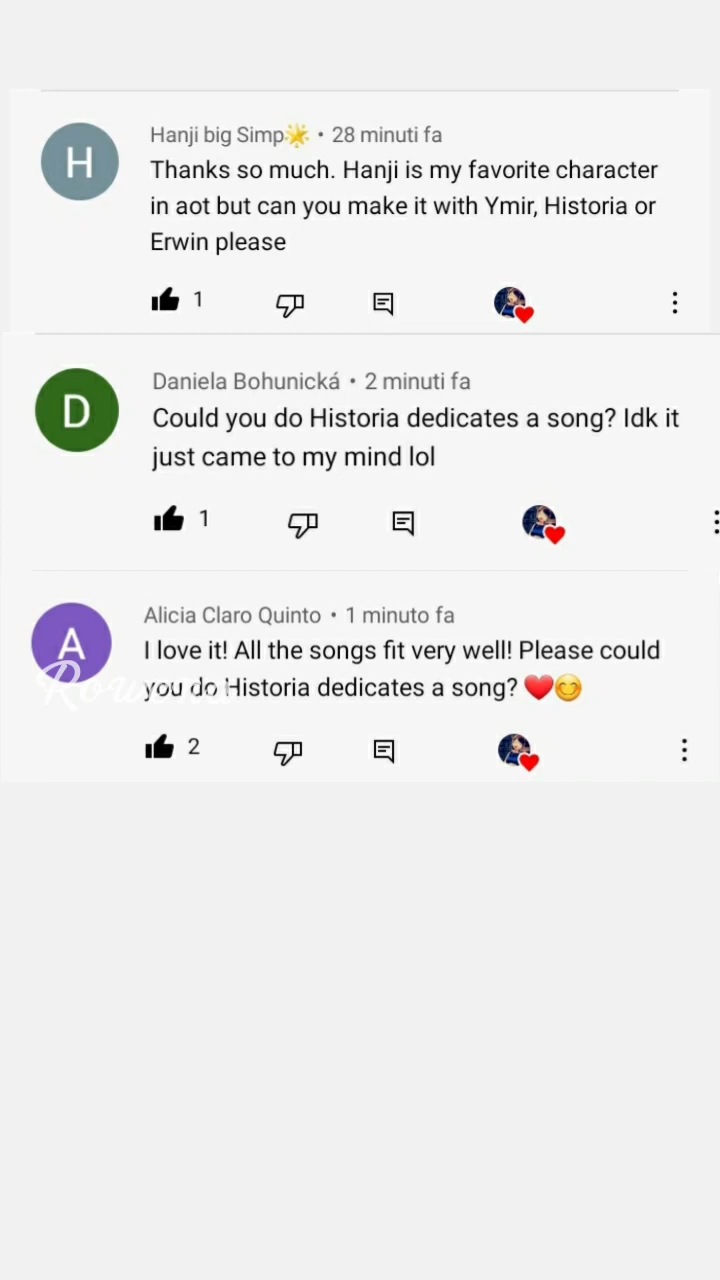 H
Hanji big Simp🌟 • 28 minuti fa
Thanks so much. Hanji is my favorite character
in aot but can you make it with Ymir, Historia or
Erwin please
1
D
Daniela Bohunická • 2 minuti fa
Could you do Historia dedicates a song? Idk it
just came to my mind lol
1
A
Alicia Claro Quinto • 1 minuto fa
I love it! All the songs fit very well! Please could
you do Historia dedicates a song? ❤️😊
2